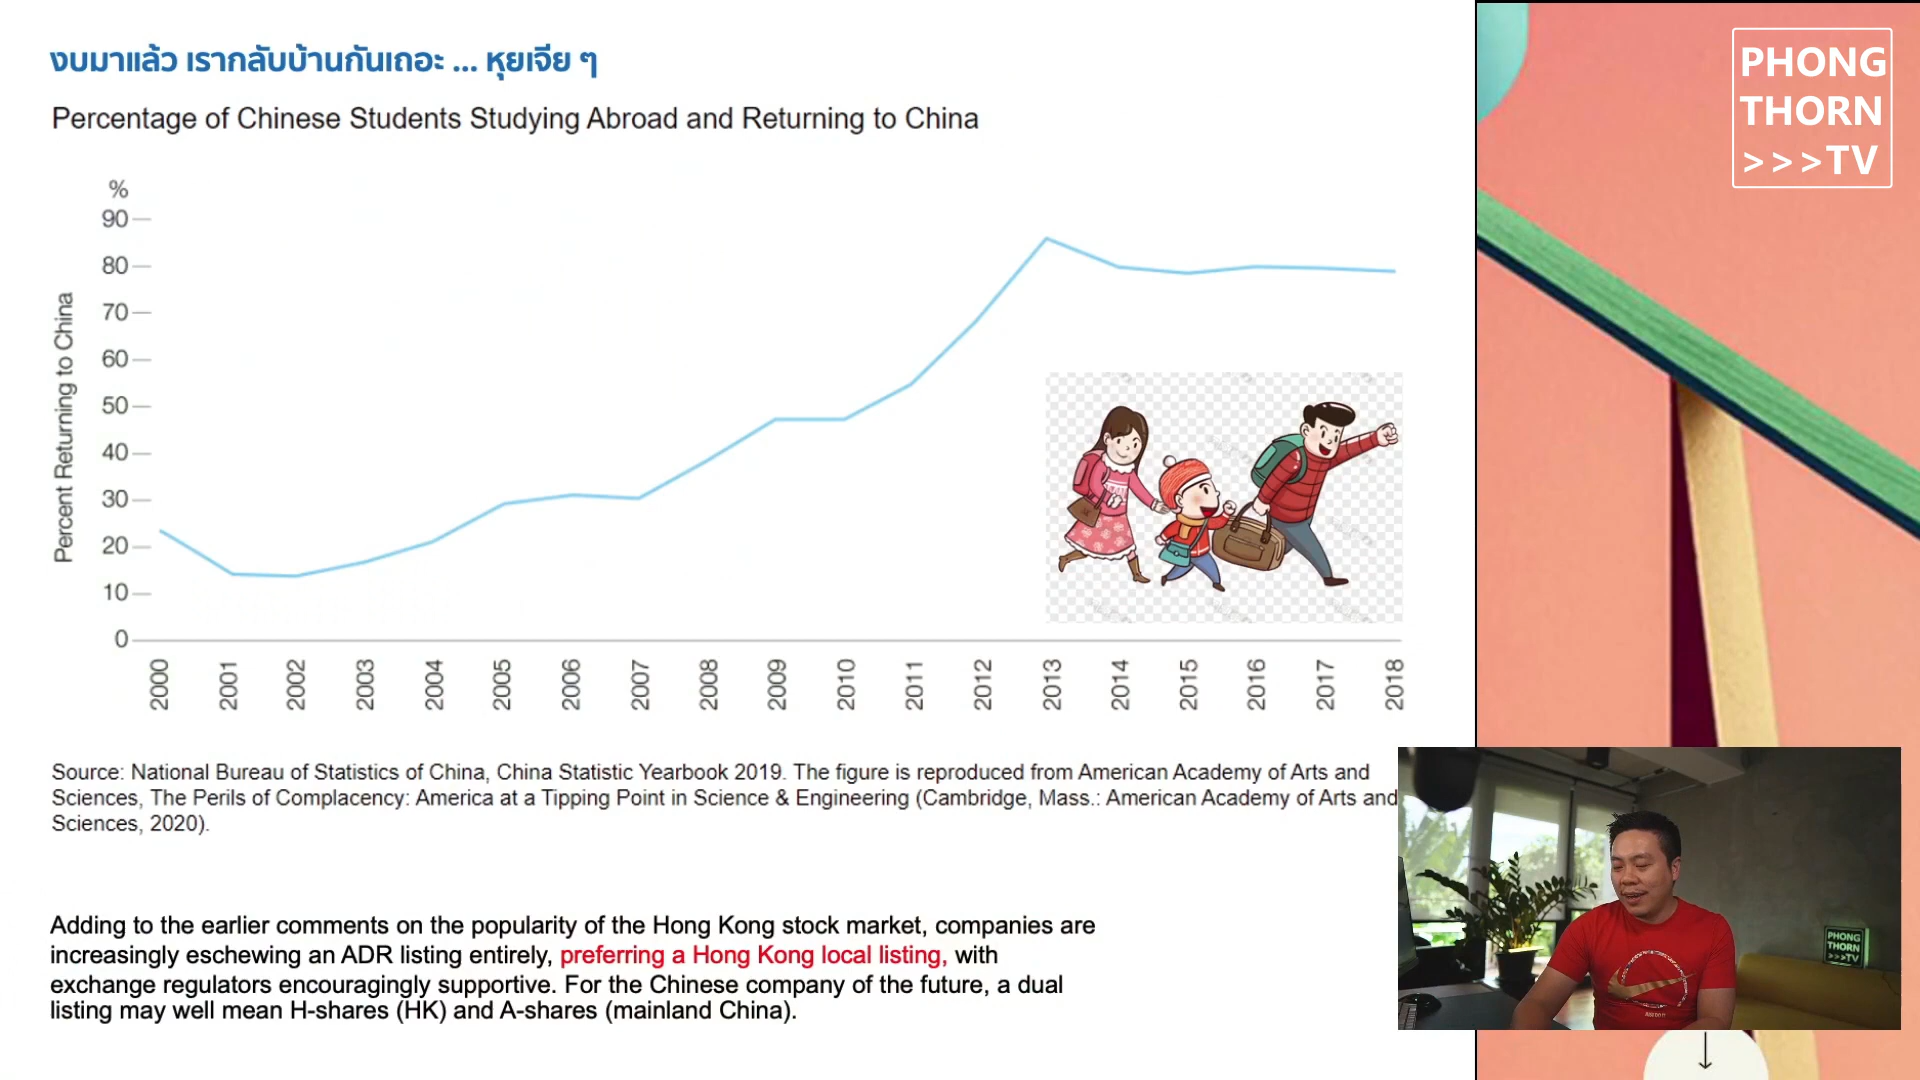 งบมาแล้ว เรากลับบ้านกันเถอะ ... หุยเจีย ๆ
Percentage of Chinese Students Studying Abroad and Returning to China
%
90
80
70
60
50
40
30
20
10
0
Percent Returning to China
2000
2001
2002
2003
2004
2005
2006
2007
2008
2009
2010
2011
2012
2013
2014
2015
2016
2017
2018
Source: National Bureau of Statistics of China, China Statistic Yearbook 2019. The figure is reproduced from American Academy of Arts and
Sciences, The Perils of Complacency: America at a Tipping Point in Science & Engineering (Cambridge, Mass.: American Academy of Arts and
Sciences, 2020).
Adding to the earlier comments on the popularity of the Hong Kong stock market, companies are
increasingly eschewing an ADR listing entirely, preferring a Hong Kong local listing, with
exchange regulators encouragingly supportive. For the Chinese company of the future, a dual
listing may well mean H-shares (HK) and A-shares (mainland China).
PHONG
THORN
>>>TV
PHONG
THORN
>>>TV